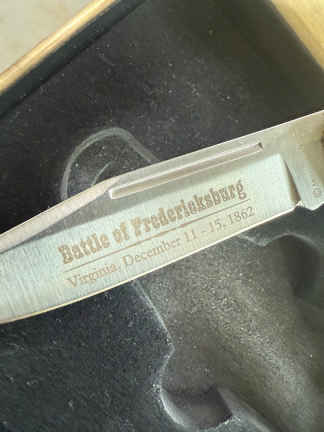 Battle of Fredericksburg
Virginia, December 11 - 15, 1862